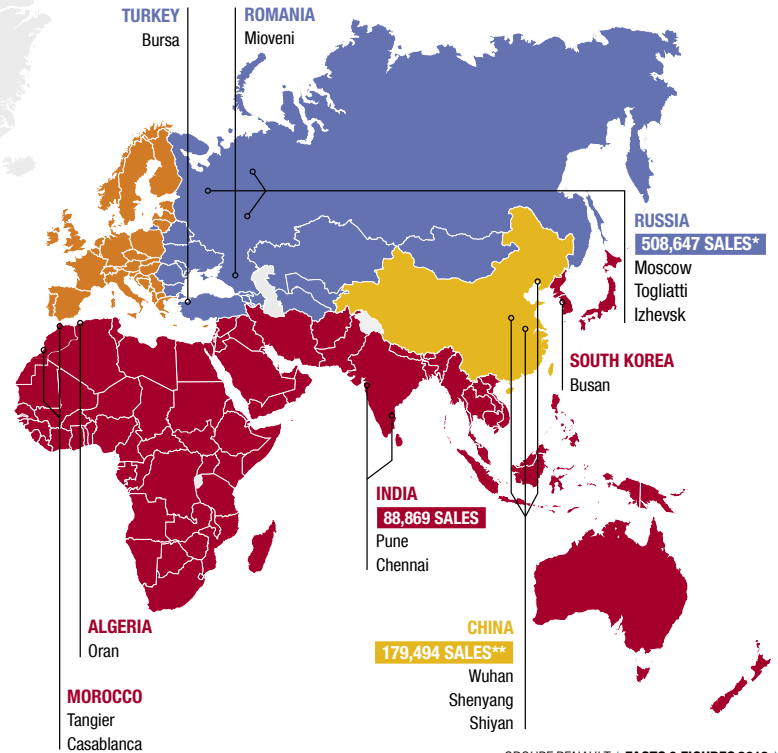 TURKEY
Bursa
ROMANIA
Mioveni
RUSSIA
508,647 SALES*
Moscow
Togliatti
Izhevsk
SOUTH KOREA
Busan
INDIA
88,869 SALES
Pune
Chennai
CHINA
179,494 SALES**
Wuhan
Shenyang
Shiyan
ALGERIA
Oran
MOROCCO
Tangier
Casablanca